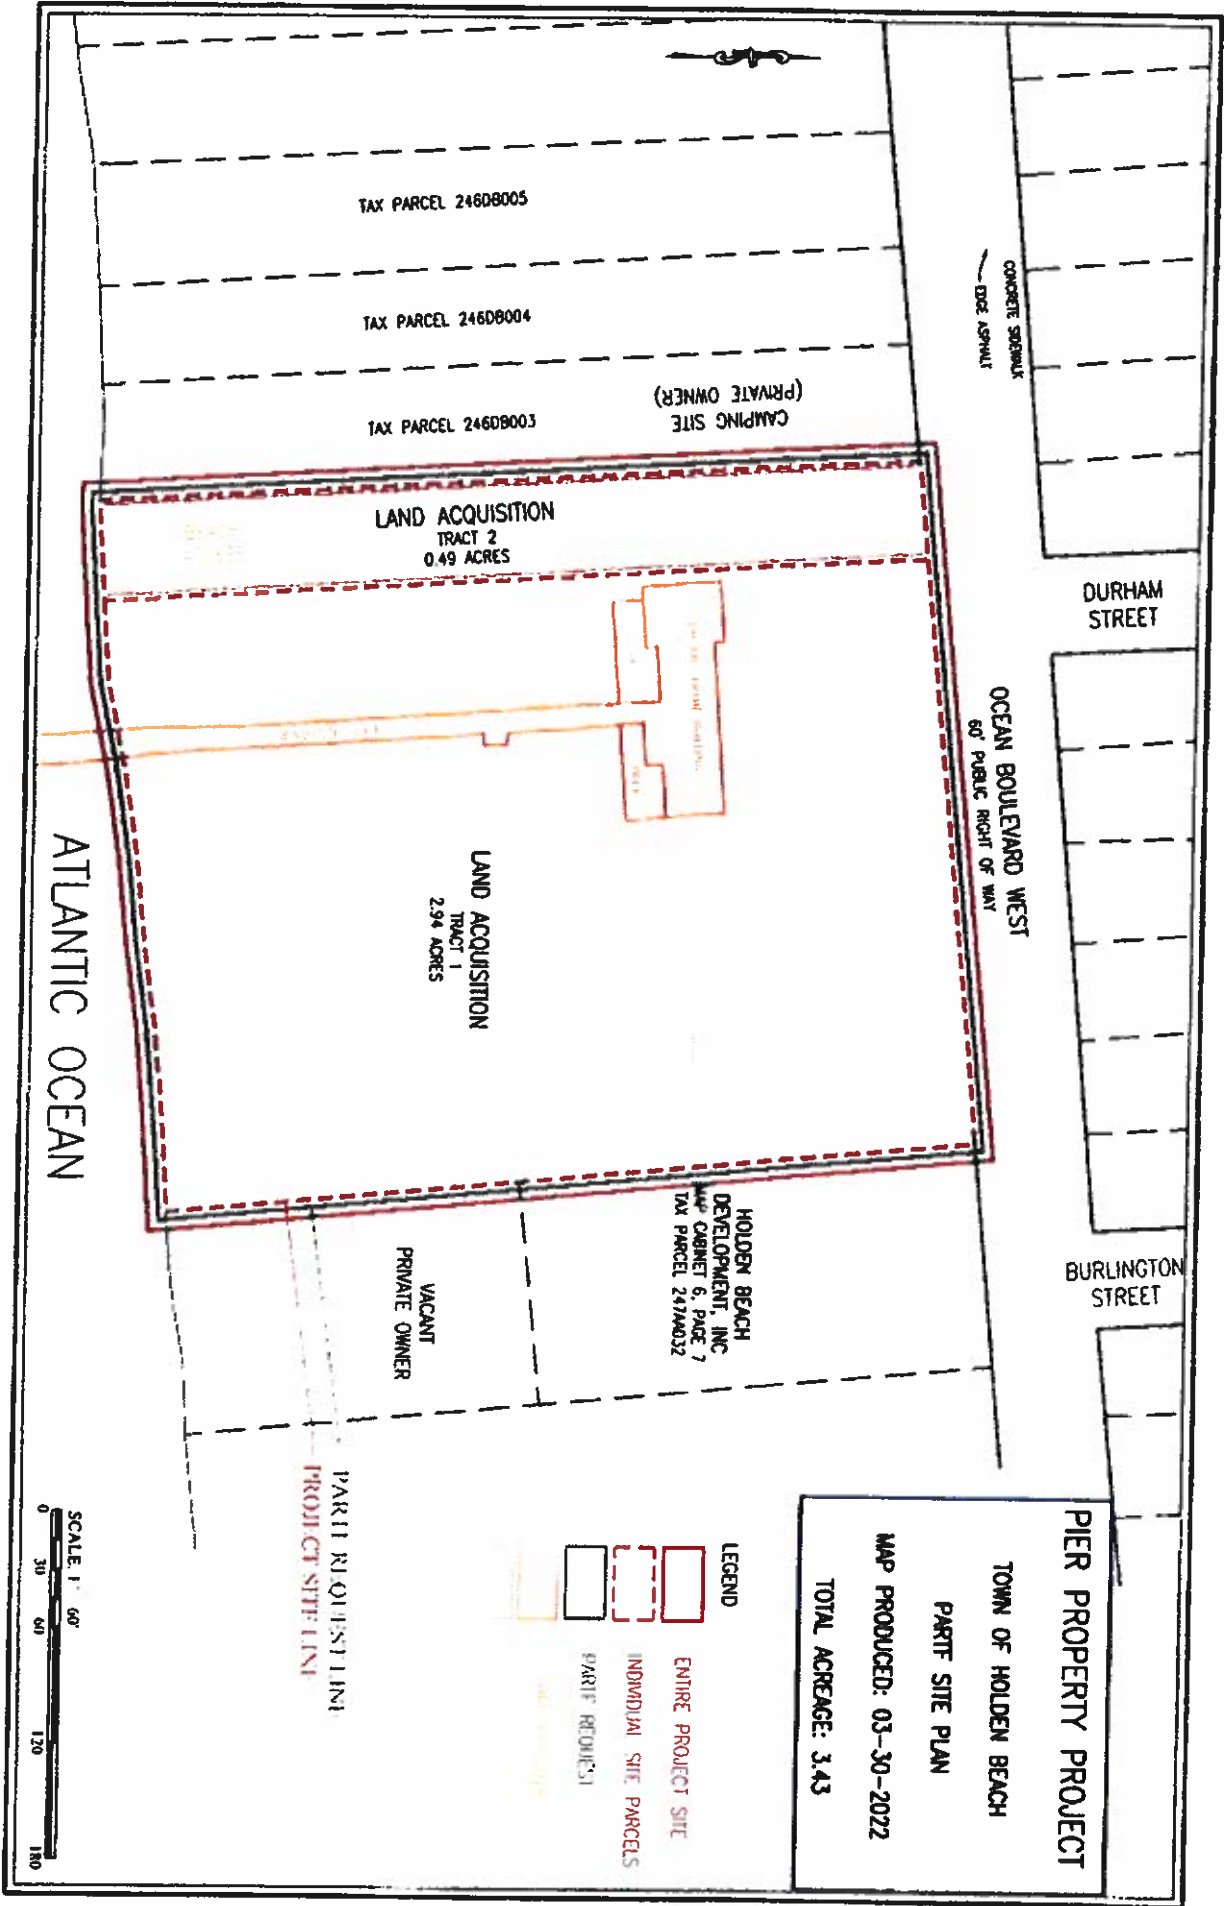 PIER PROPERTY PROJECT
TOWN OF HOLDEN BEACH
PARTF SITE PLAN
MAP PRODUCED: 03-30-2022
TOTAL ACREAGE: 3.43
CONCRETE SIDEWALK
EDGE ASPHALT
DURHAM
STREET
OCEAN BOULEVARD WEST
60' PUBLIC RIGHT OF WAY
BURLINGTON
STREET
TAX PARCEL 246DB005
TAX PARCEL 246DB004
TAX PARCEL 246DB003
CAMPING SITE
(PRIVATE OWNER)
LAND ACQUISITION
TRACT 2
0.49 ACRES
LAND ACQUISITION
TRACT 1
2.94 ACRES
HOLDEN BEACH
DEVELOPMENT, INC
MAP CABINET 6, PAGE 7
TAX PARCEL 247AA032
VACANT
PRIVATE OWNER
PARTF REQUEST LINE
PROJECT SITE LINE
ATLANTIC OCEAN
LEGEND
ENTIRE PROJECT SITE
INDIVIDUAL SITE PARCELS
PARTF REQUEST
SCALE: 1" 60'
0 30 60 120 180